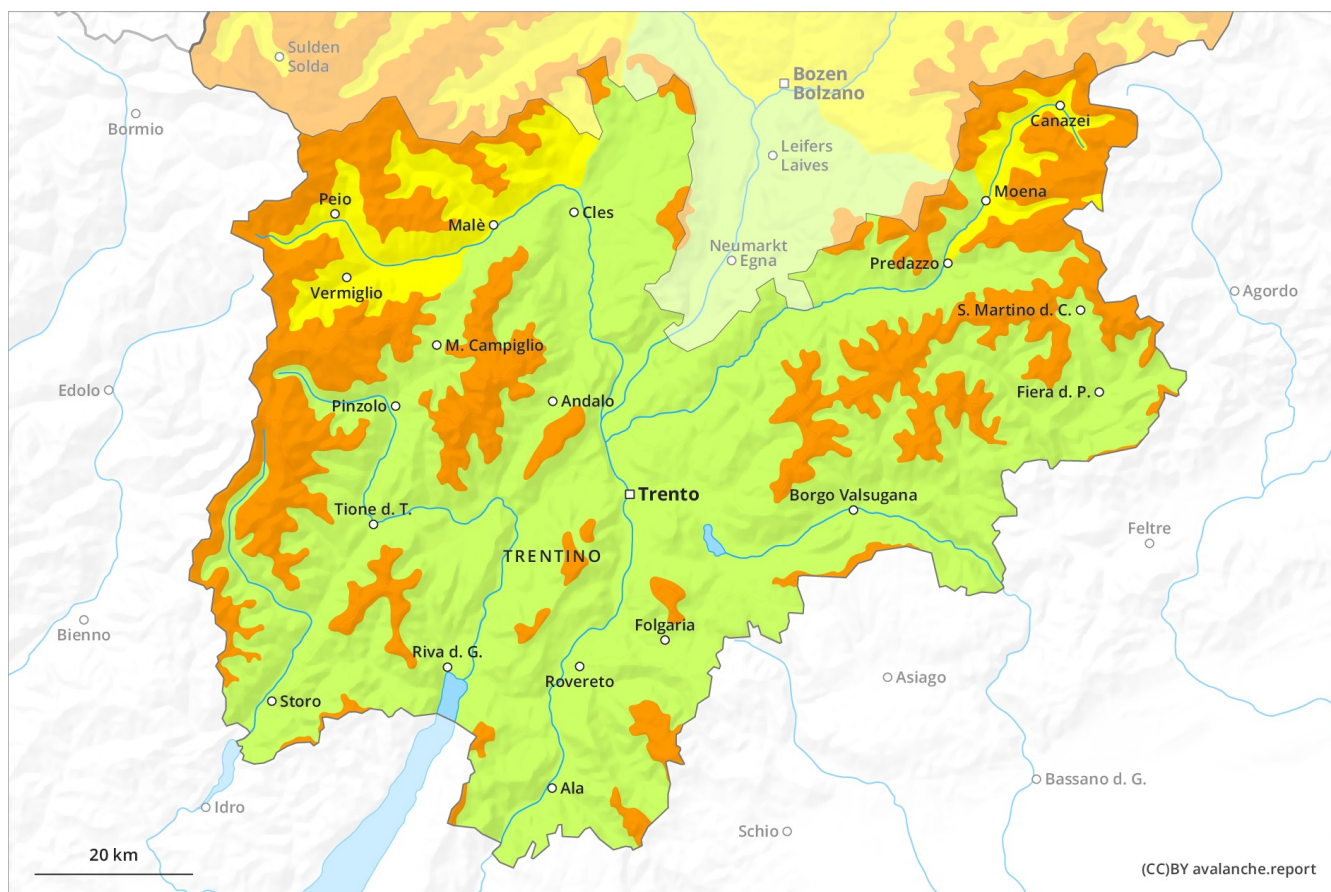 Sulden
Solda
Bozen
Bolzano
Bormio
Canazei
Leifers
Laives
Peio
Moena
Malè
Cles
Neumarkt
Egna
Predazzo
Vermiglio
Agordo
S. Martino d. C.
M. Campiglio
Edolo
Fiera d. P.
Andalo
Pinzolo
Trento
Borgo Valsugana
Tione d. T.
Feltre
TRENTINO
Bienno
Folgaria
Riva d. G.
Asiago
Rovereto
Storo
Bassano d. G.
Ala
Idro
Schio
20 km
(CC)BY avalanche.report